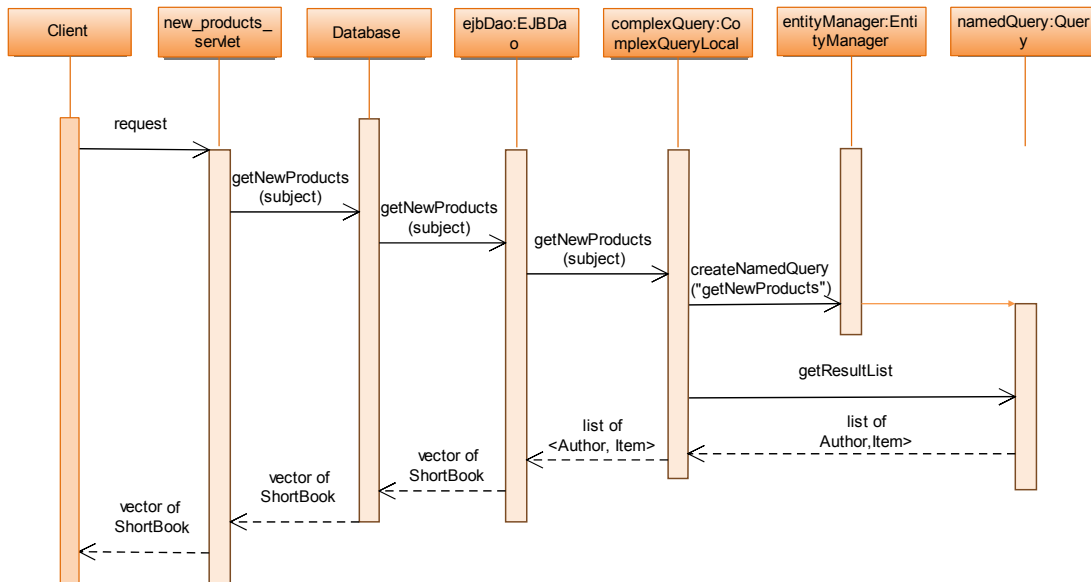 Client
new_products_
servlet
Database
ejbDao:EJBDa
o
complexQuery:Co
mplexQueryLocal
entityManager:Enti
tyManager
namedQuery:Quer
y
request
getNewProducts
(subject)
getNewProducts
(subject)
getNewProducts
(subject)
createNamedQuery
("getNewProducts")
getResultList
list of
Author,Item>
list of
<Author, Item>
vector of
ShortBook
vector of
ShortBook
vector of
ShortBook